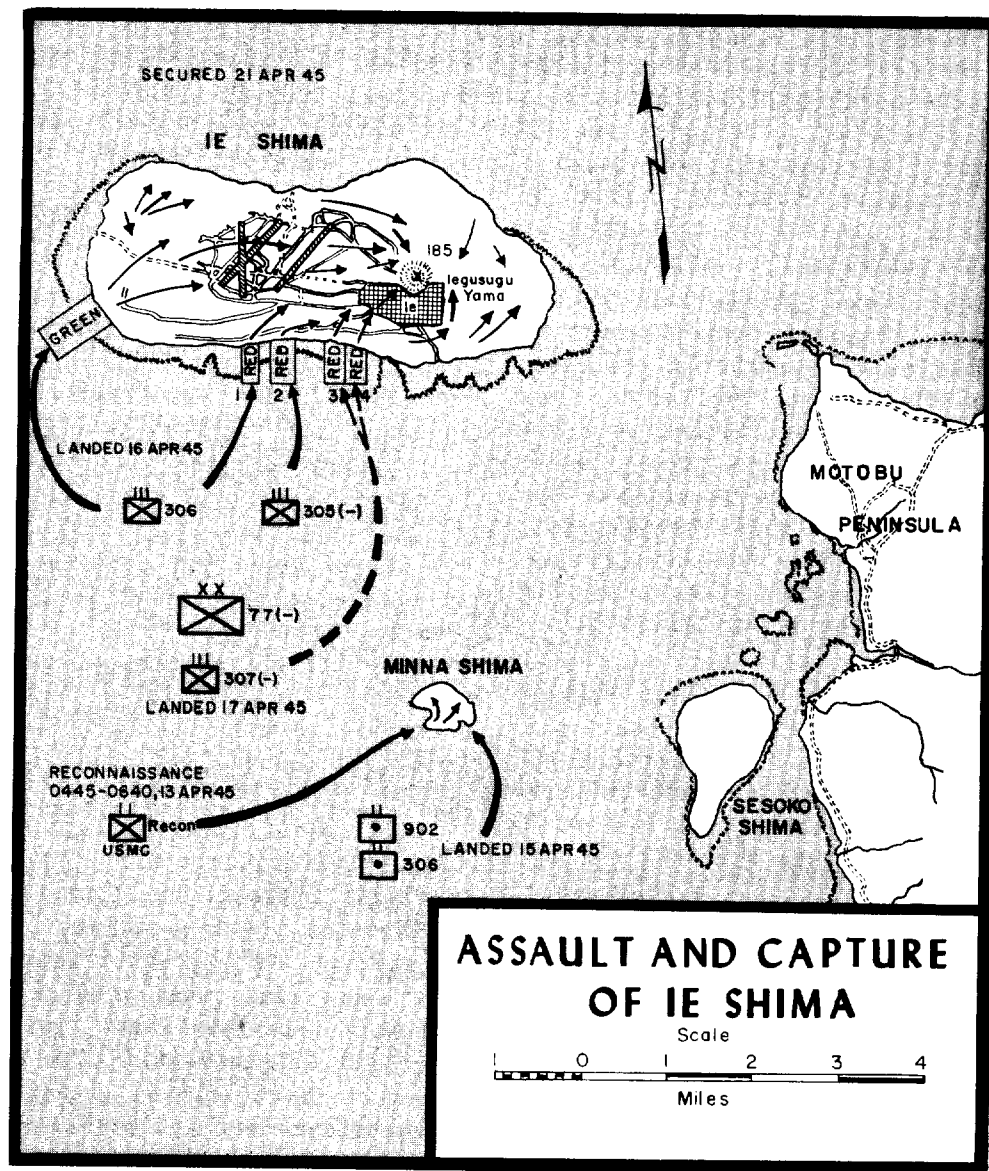 SECURED 21 APR 45
IE SHIMA
185
Iegusugu
Yama
Ie
GREEN
RED
RED
RED
RED
1
2
3
4
LANDED 16 APR 45
306
305(-)
MOTOBU
PENINSULA
XX
77(-)
307(-)
LANDED 17 APR 45
MINNA SHIMA
RECONNAISSANCE
0445-0640, 13 APR 45
Recon
USMC
902
306
LANDED 15 APR 45
SESOKO
SHIMA
N
ASSAULT AND CAPTURE
OF IE SHIMA
Scale
1 0 1 2 3 4
Miles